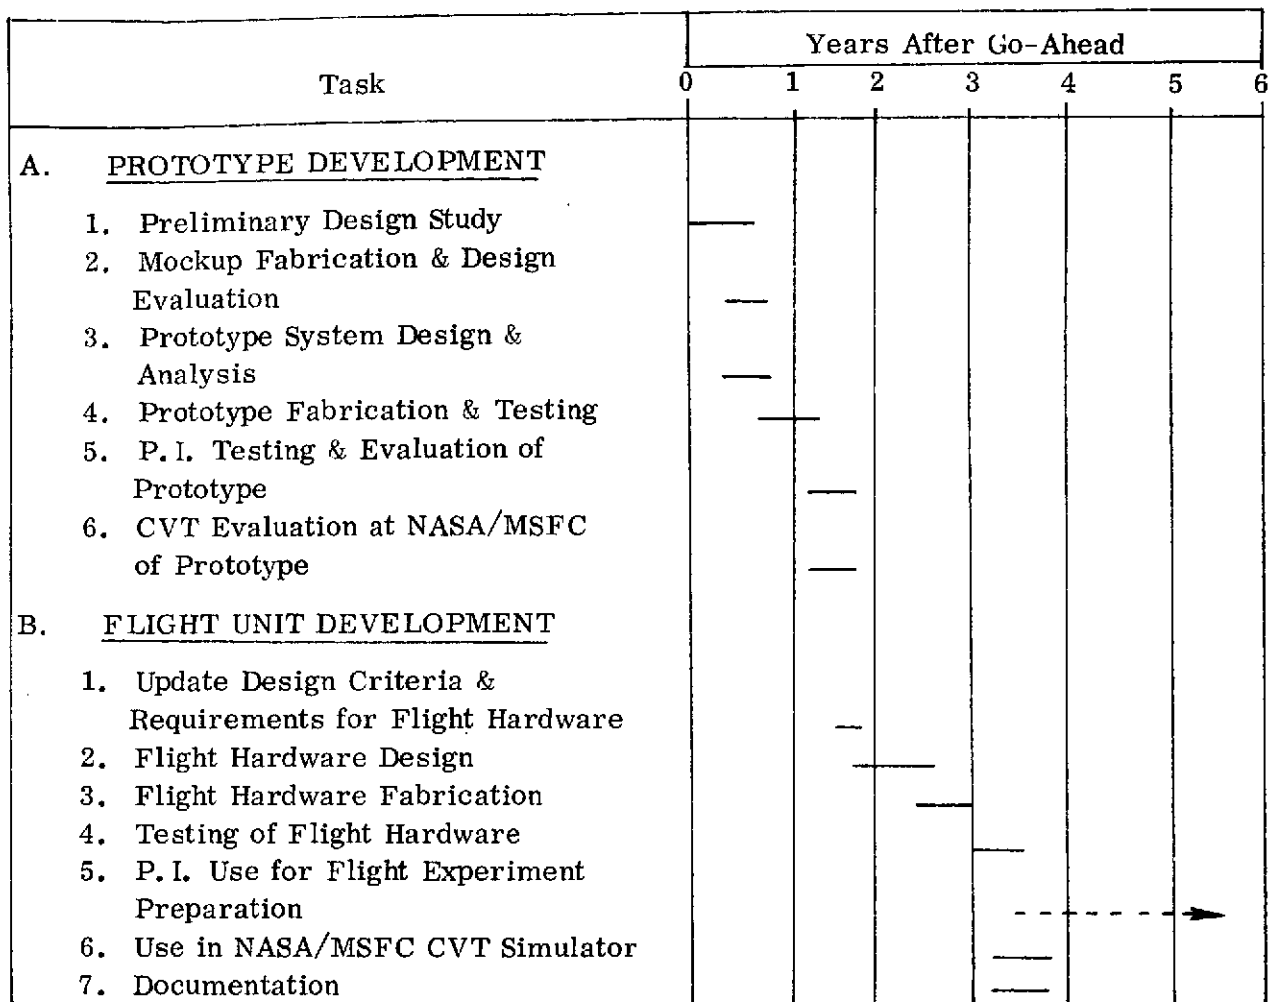 Years After Go-Ahead
Task
0 1 2 3 4 5 6
A. PROTOTYPE DEVELOPMENT
1. Preliminary Design Study
2. Mockup Fabrication & Design
Evaluation
3. Prototype System Design &
Analysis
4. Prototype Fabrication & Testing
5. P.I. Testing & Evaluation of
Prototype
6. CVT Evaluation at NASA/MSFC
of Prototype
B. FLIGHT UNIT DEVELOPMENT
1. Update Design Criteria &
Requirements for Flight Hardware
2. Flight Hardware Design
3. Flight Hardware Fabrication
4. Testing of Flight Hardware
5. P.I. Use for Flight Experiment
Preparation
6. Use in NASA/MSFC CVT Simulator
7. Documentation